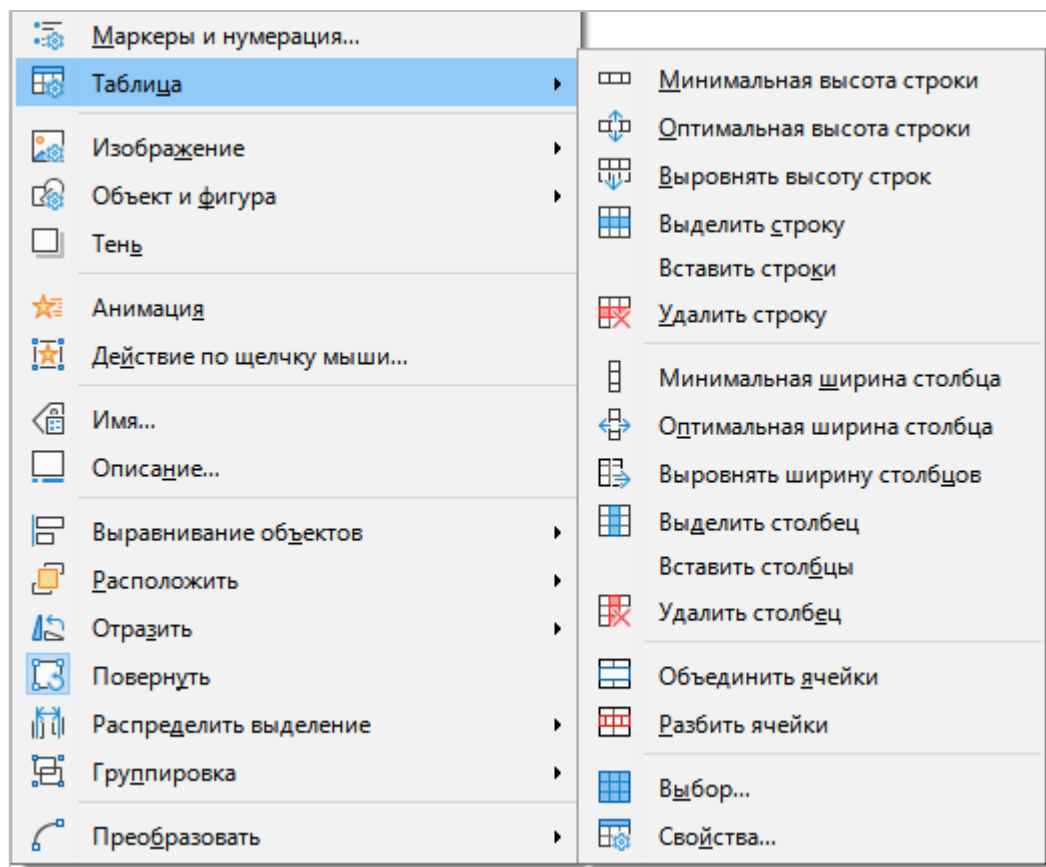 Маркеры и нумерация...
Таблица
Изображение
Объект и фигура
Тень
Анимация
Действие по щелчку мыши...
Имя...
Описание...
Выравнивание объектов
Расположить
Отразить
Повернуть
Распределить выделение
Группировка
Преобразовать
Минимальная высота строки
Оптимальная высота строки
Выровнять высоту строк
Выделить строку
Вставить строки
Удалить строку
Минимальная ширина столбца
Оптимальная ширина столбца
Выровнять ширину столбцов
Выделить столбец
Вставить столбцы
Удалить столбец
Объединить ячейки
Разбить ячейки
Выбор...
Свойства...